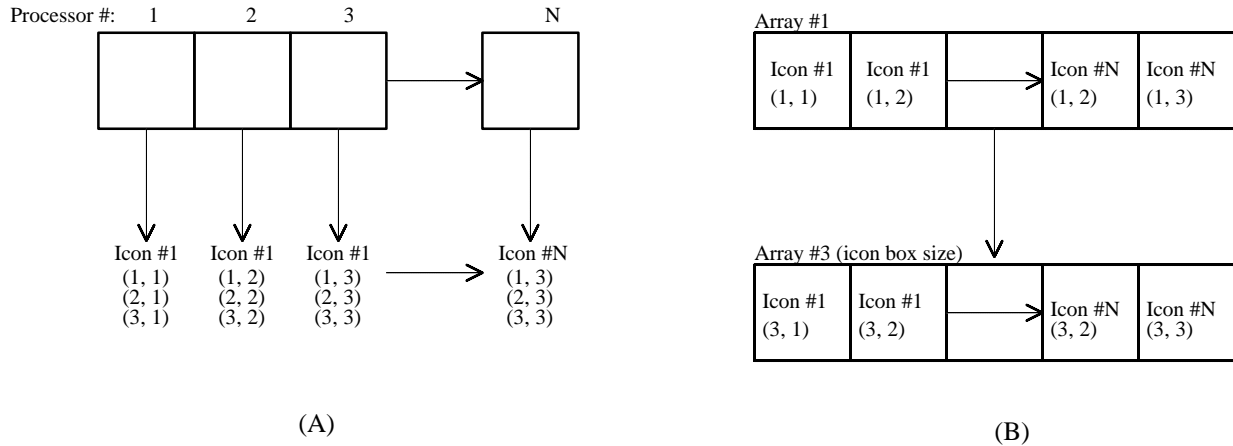 Processor #: 1 2 3 N
Icon #1 Icon #1 Icon #1 Icon #N
(1, 1) (1, 2) (1, 3) (1, 3)
(2, 1) (2, 2) (2, 3) (2, 3)
(3, 1) (3, 2) (3, 3) (3, 3)
(A)
Array #1
Icon #1 Icon #1 Icon #N Icon #N
(1, 1) (1, 2) (1, 2) (1, 3)
Array #3 (icon box size)
Icon #1 Icon #1 Icon #N Icon #N
(3, 1) (3, 2) (3, 2) (3, 3)
(B)